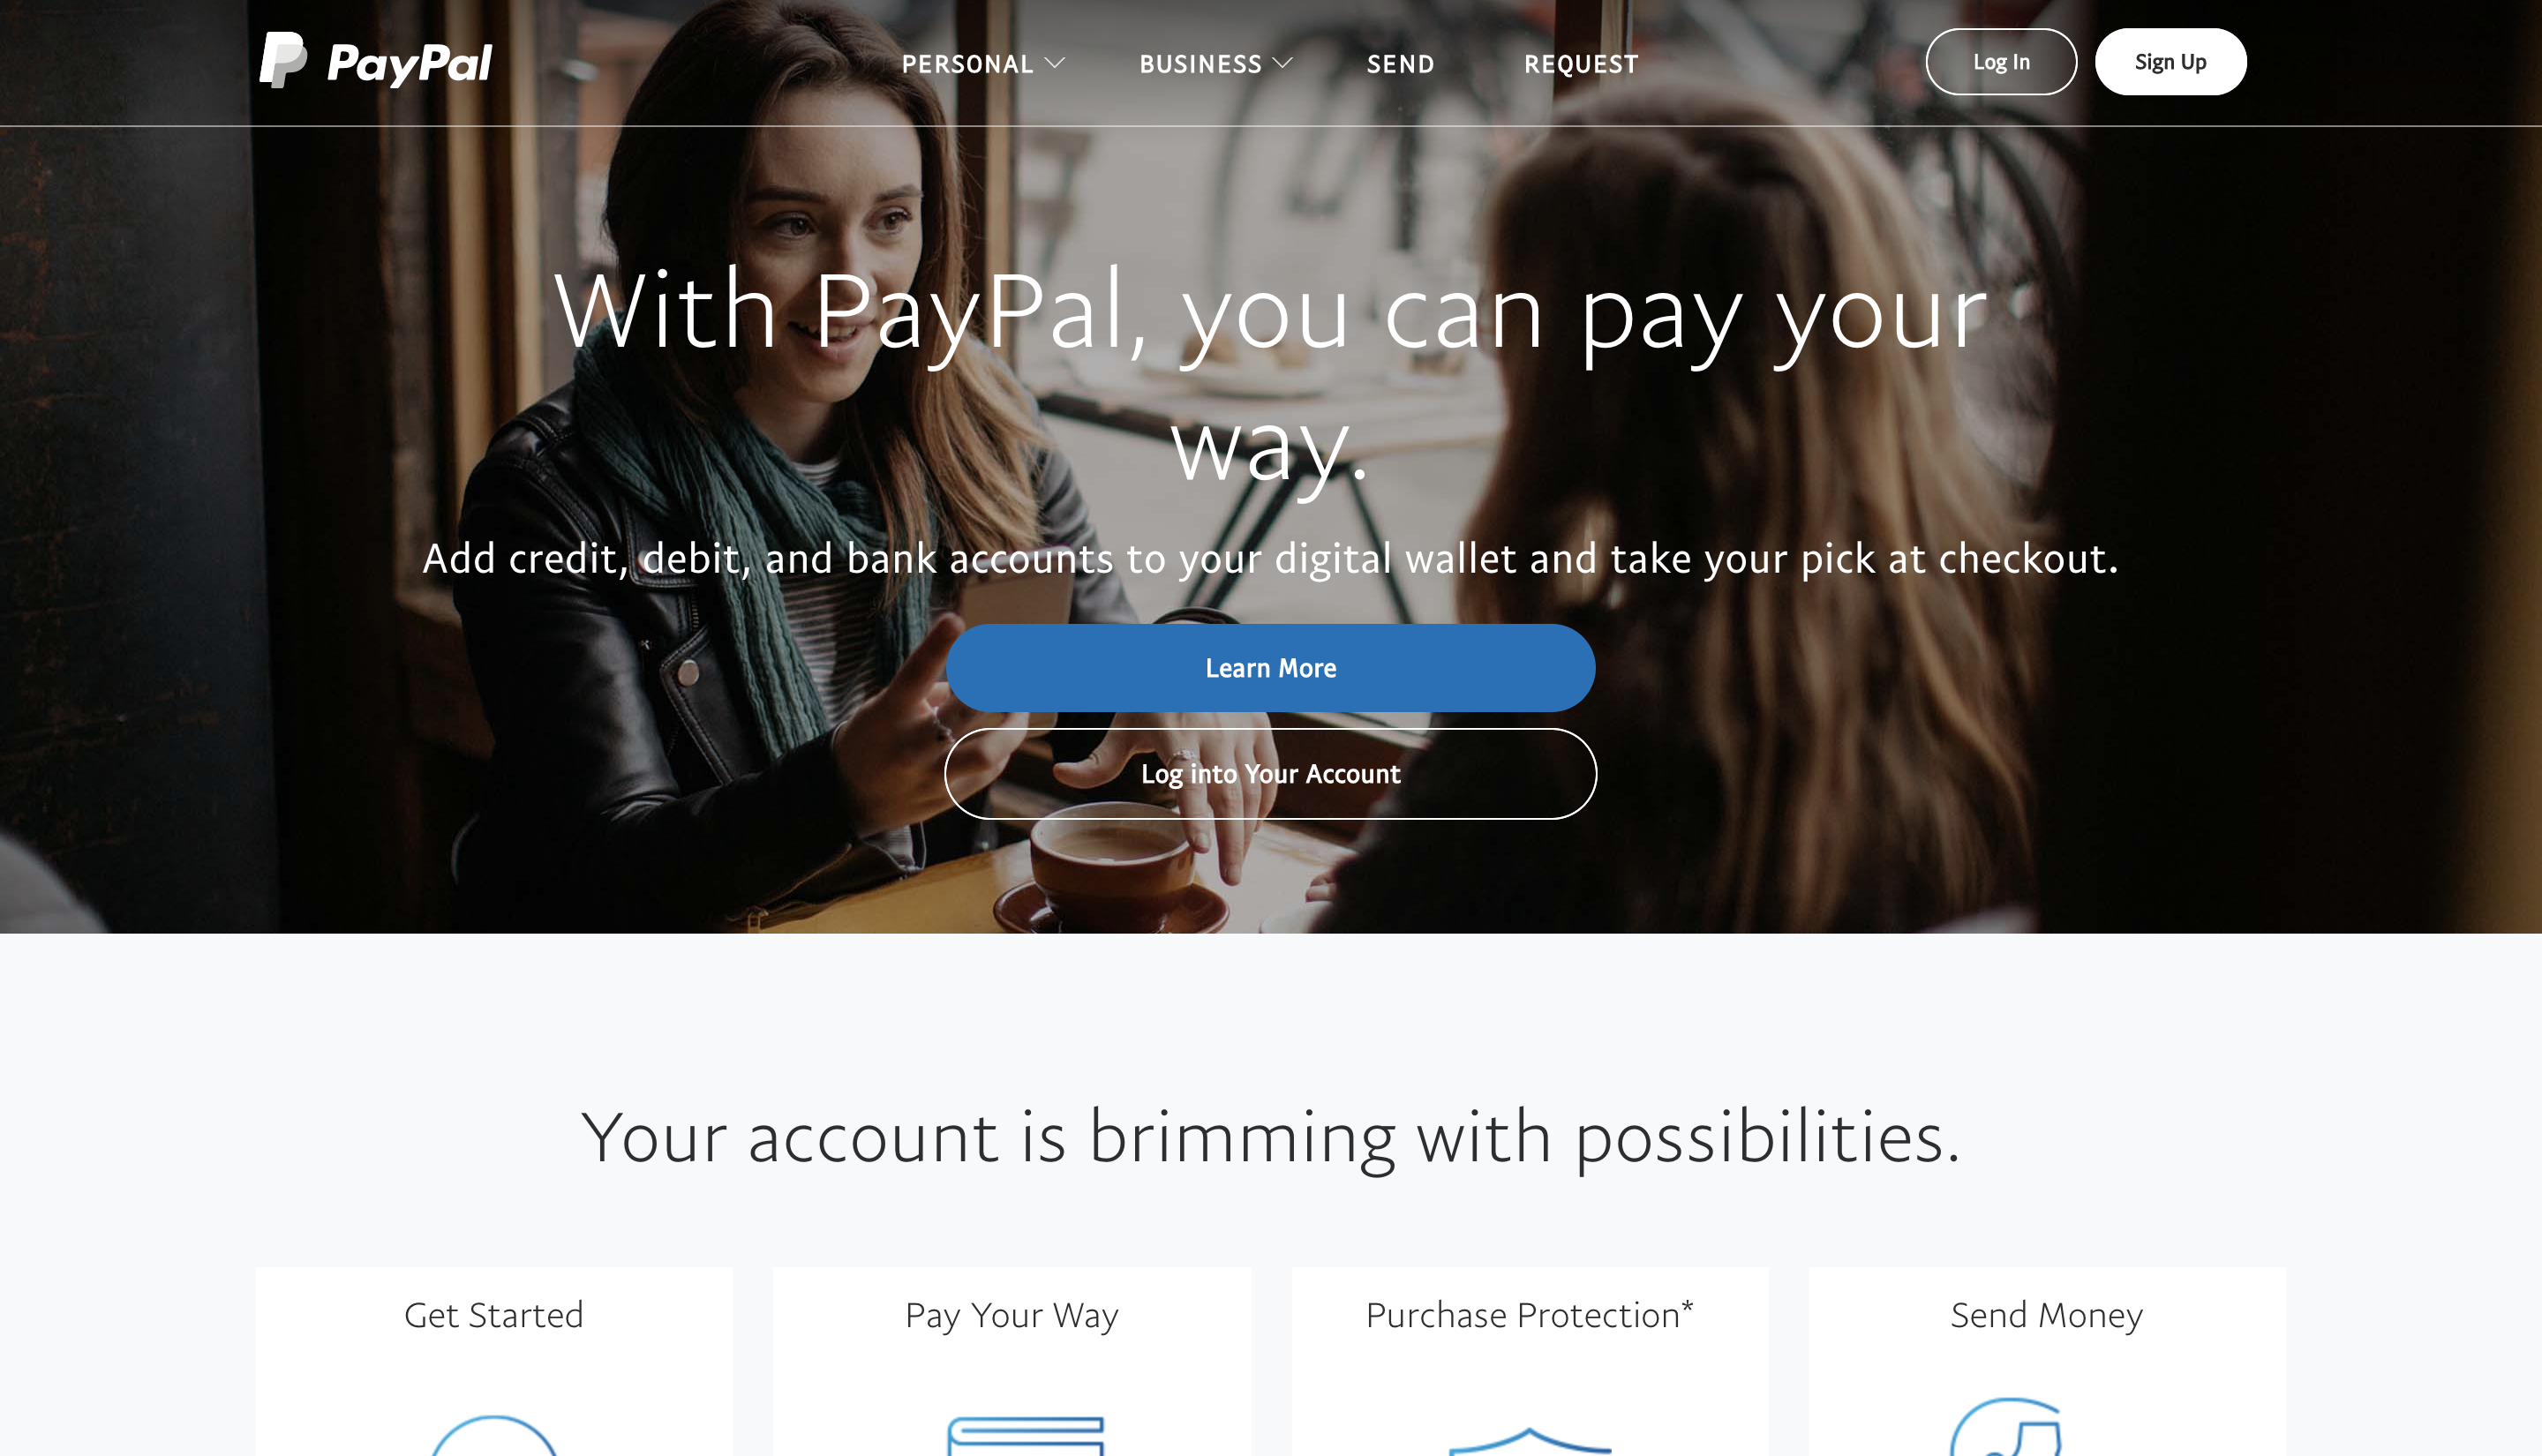 PayPal
PERSONAL
BUSINESS
SEND
REQUEST
Log In
Sign Up
With PayPal, you can pay your
way.
Add credit, debit, and bank accounts to your digital wallet and take your pick at checkout.
Learn More
Log into Your Account
Your account is brimming with possibilities.
Get Started
Pay Your Way
Purchase Protection*
Send Money